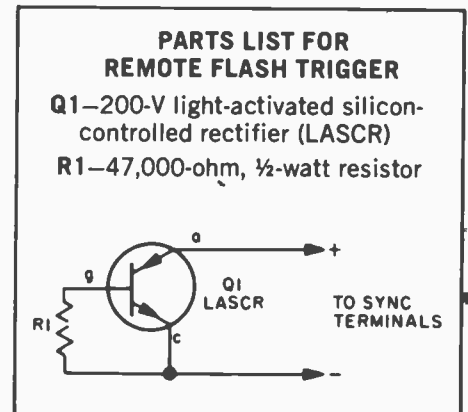 PARTS LIST FOR
REMOTE FLASH TRIGGER
Q1—200-V light-activated silicon-
controlled rectifier (LASCR)
R1—47,000-ohm, ½-watt resistor
a
+
g
Q1
LASCR
TO SYNC
TERMINALS
R1
c
-